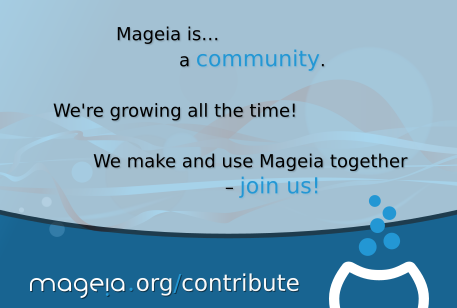 Mageia is...
a community.
We're growing all the time!
We make and use Mageia together
– join us!
mageia.org/contribute